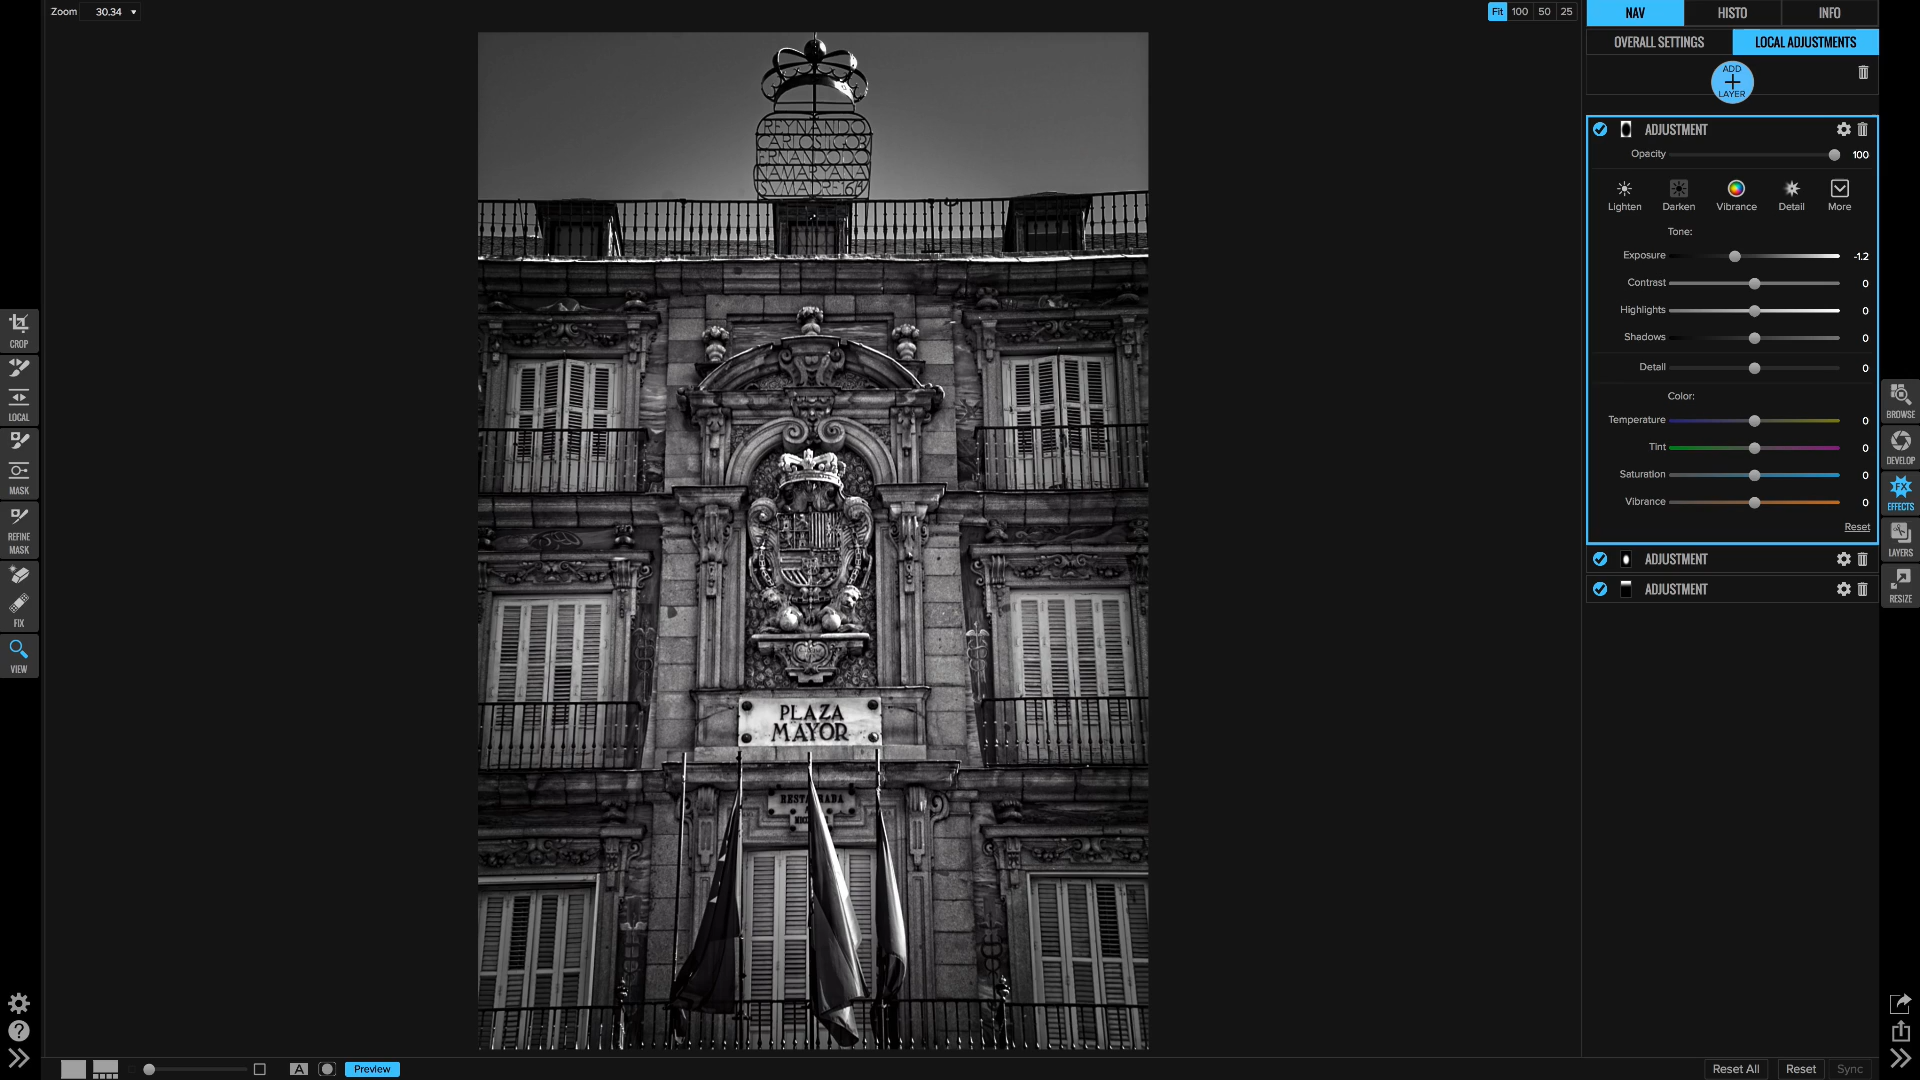 Zoom 30.34
Fit 100 50 25
NAV HISTO INFO
OVERALL SETTINGS LOCAL ADJUSTMENTS
ADD
LAYER
ADJUSTMENT
Opacity 100
Lighten Darken Vibrance Detail More
Tone:
Exposure -1.2
Contrast 0
Highlights 0
Shadows 0
Detail 0
Color:
Temperature 0
Tint 0
Saturation 0
Vibrance 0
Reset
ADJUSTMENT
ADJUSTMENT
CROP
LOCAL
MASK
REFINE
MASK
FIX
VIEW
REYNANDO
PLAZA
MAYOR
BROWSE
DEVELOP
FX
EFFECTS
LAYERS
RESIZE
A Preview
Reset All Reset Sync